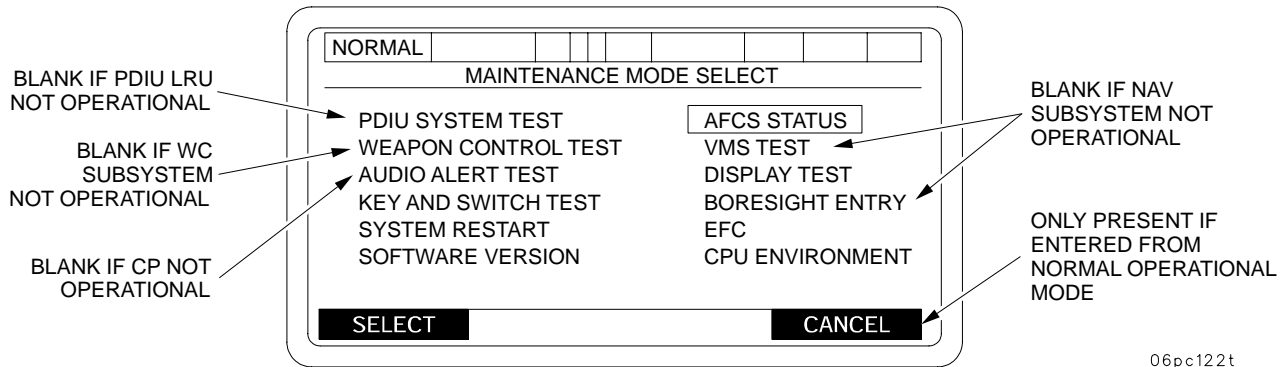 NORMAL
MAINTENANCE MODE SELECT
BLANK IF PDIU LRU
NOT OPERATIONAL
BLANK IF WC
SUBSYSTEM
NOT OPERATIONAL
BLANK IF CP NOT
OPERATIONAL
PDIU SYSTEM TEST
WEAPON CONTROL TEST
AUDIO ALERT TEST
KEY AND SWITCH TEST
SYSTEM RESTART
SOFTWARE VERSION
AFCS STATUS
VMS TEST
DISPLAY TEST
BORESIGHT ENTRY
EFC
CPU ENVIRONMENT
BLANK IF NAV
SUBSYSTEM NOT
OPERATIONAL
ONLY PRESENT IF
ENTERED FROM
NORMAL OPERATIONAL
MODE
SELECT
CANCEL
06pc122t